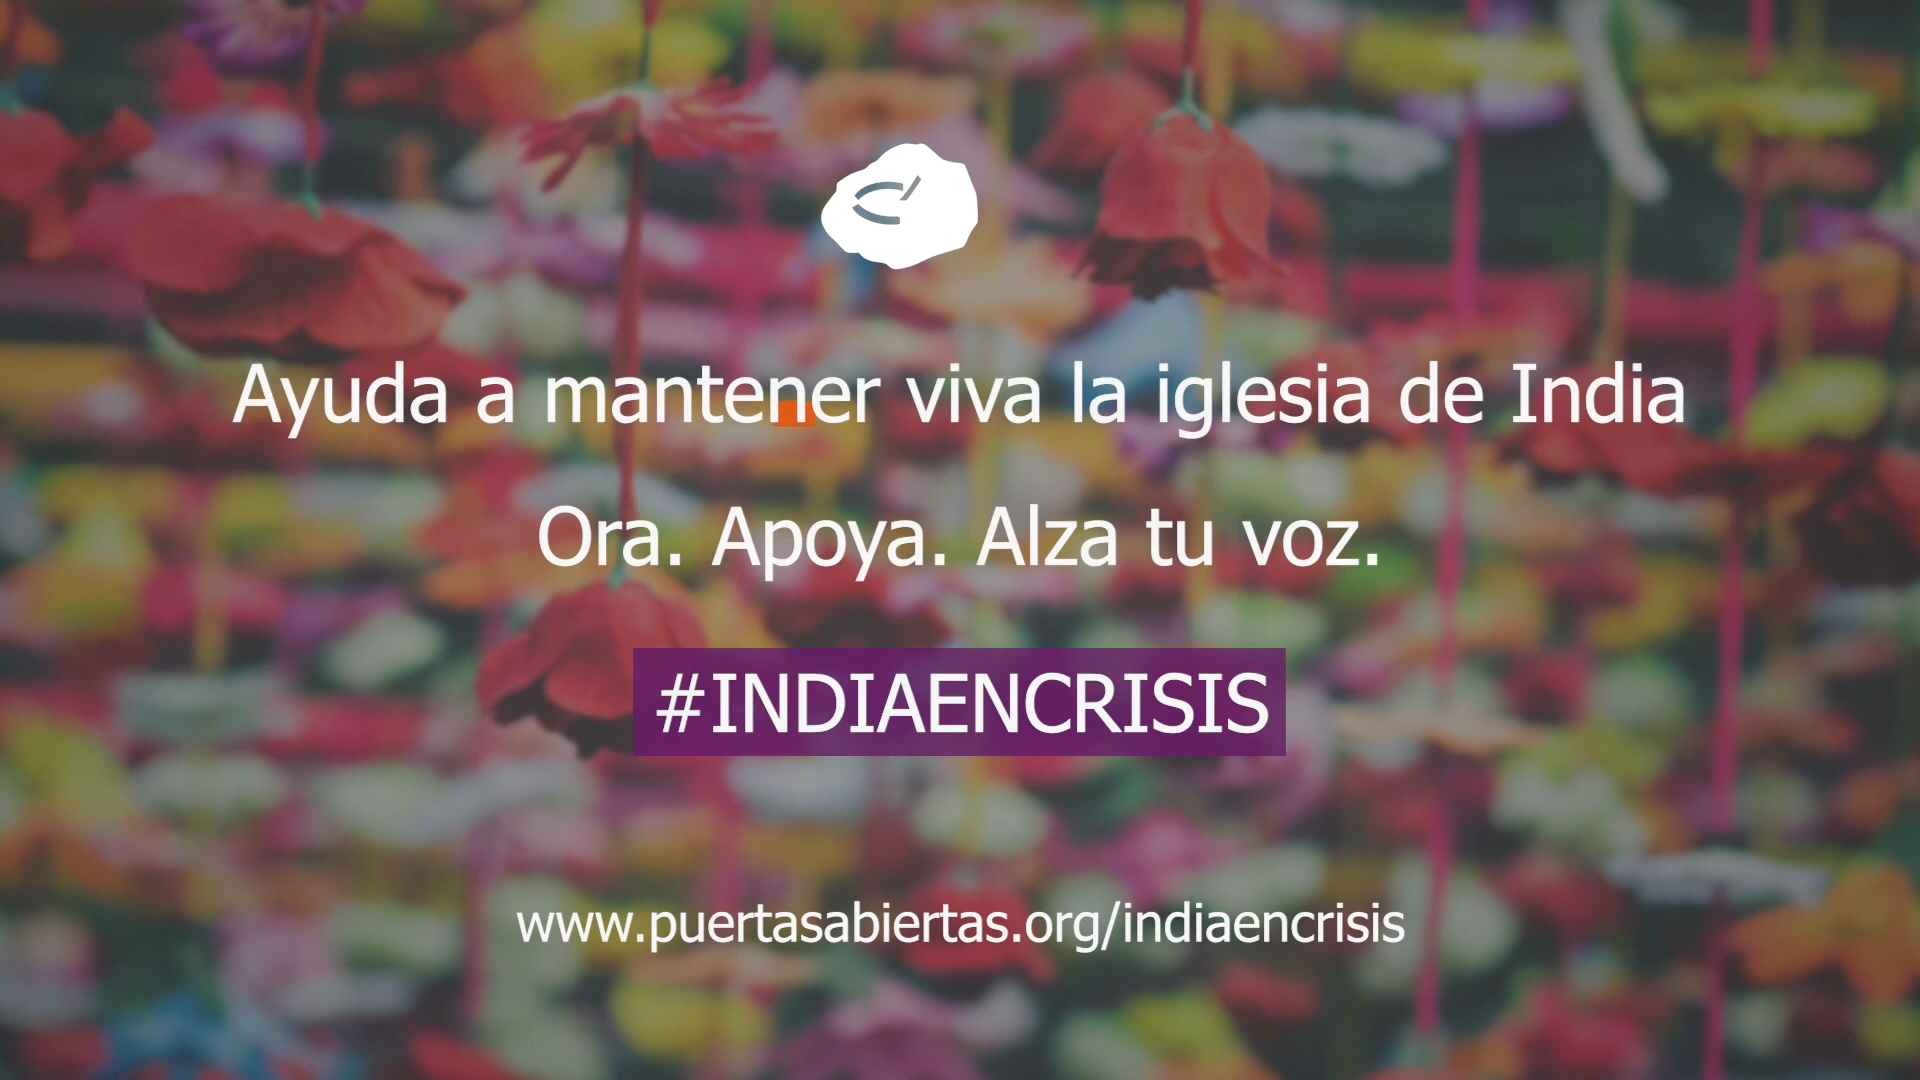 Ayuda a mantener viva la iglesia de India
Ora. Apoya. Alza tu voz.
#INDIAENCRISIS
www.puertasabiertas.org/indiaencrisis